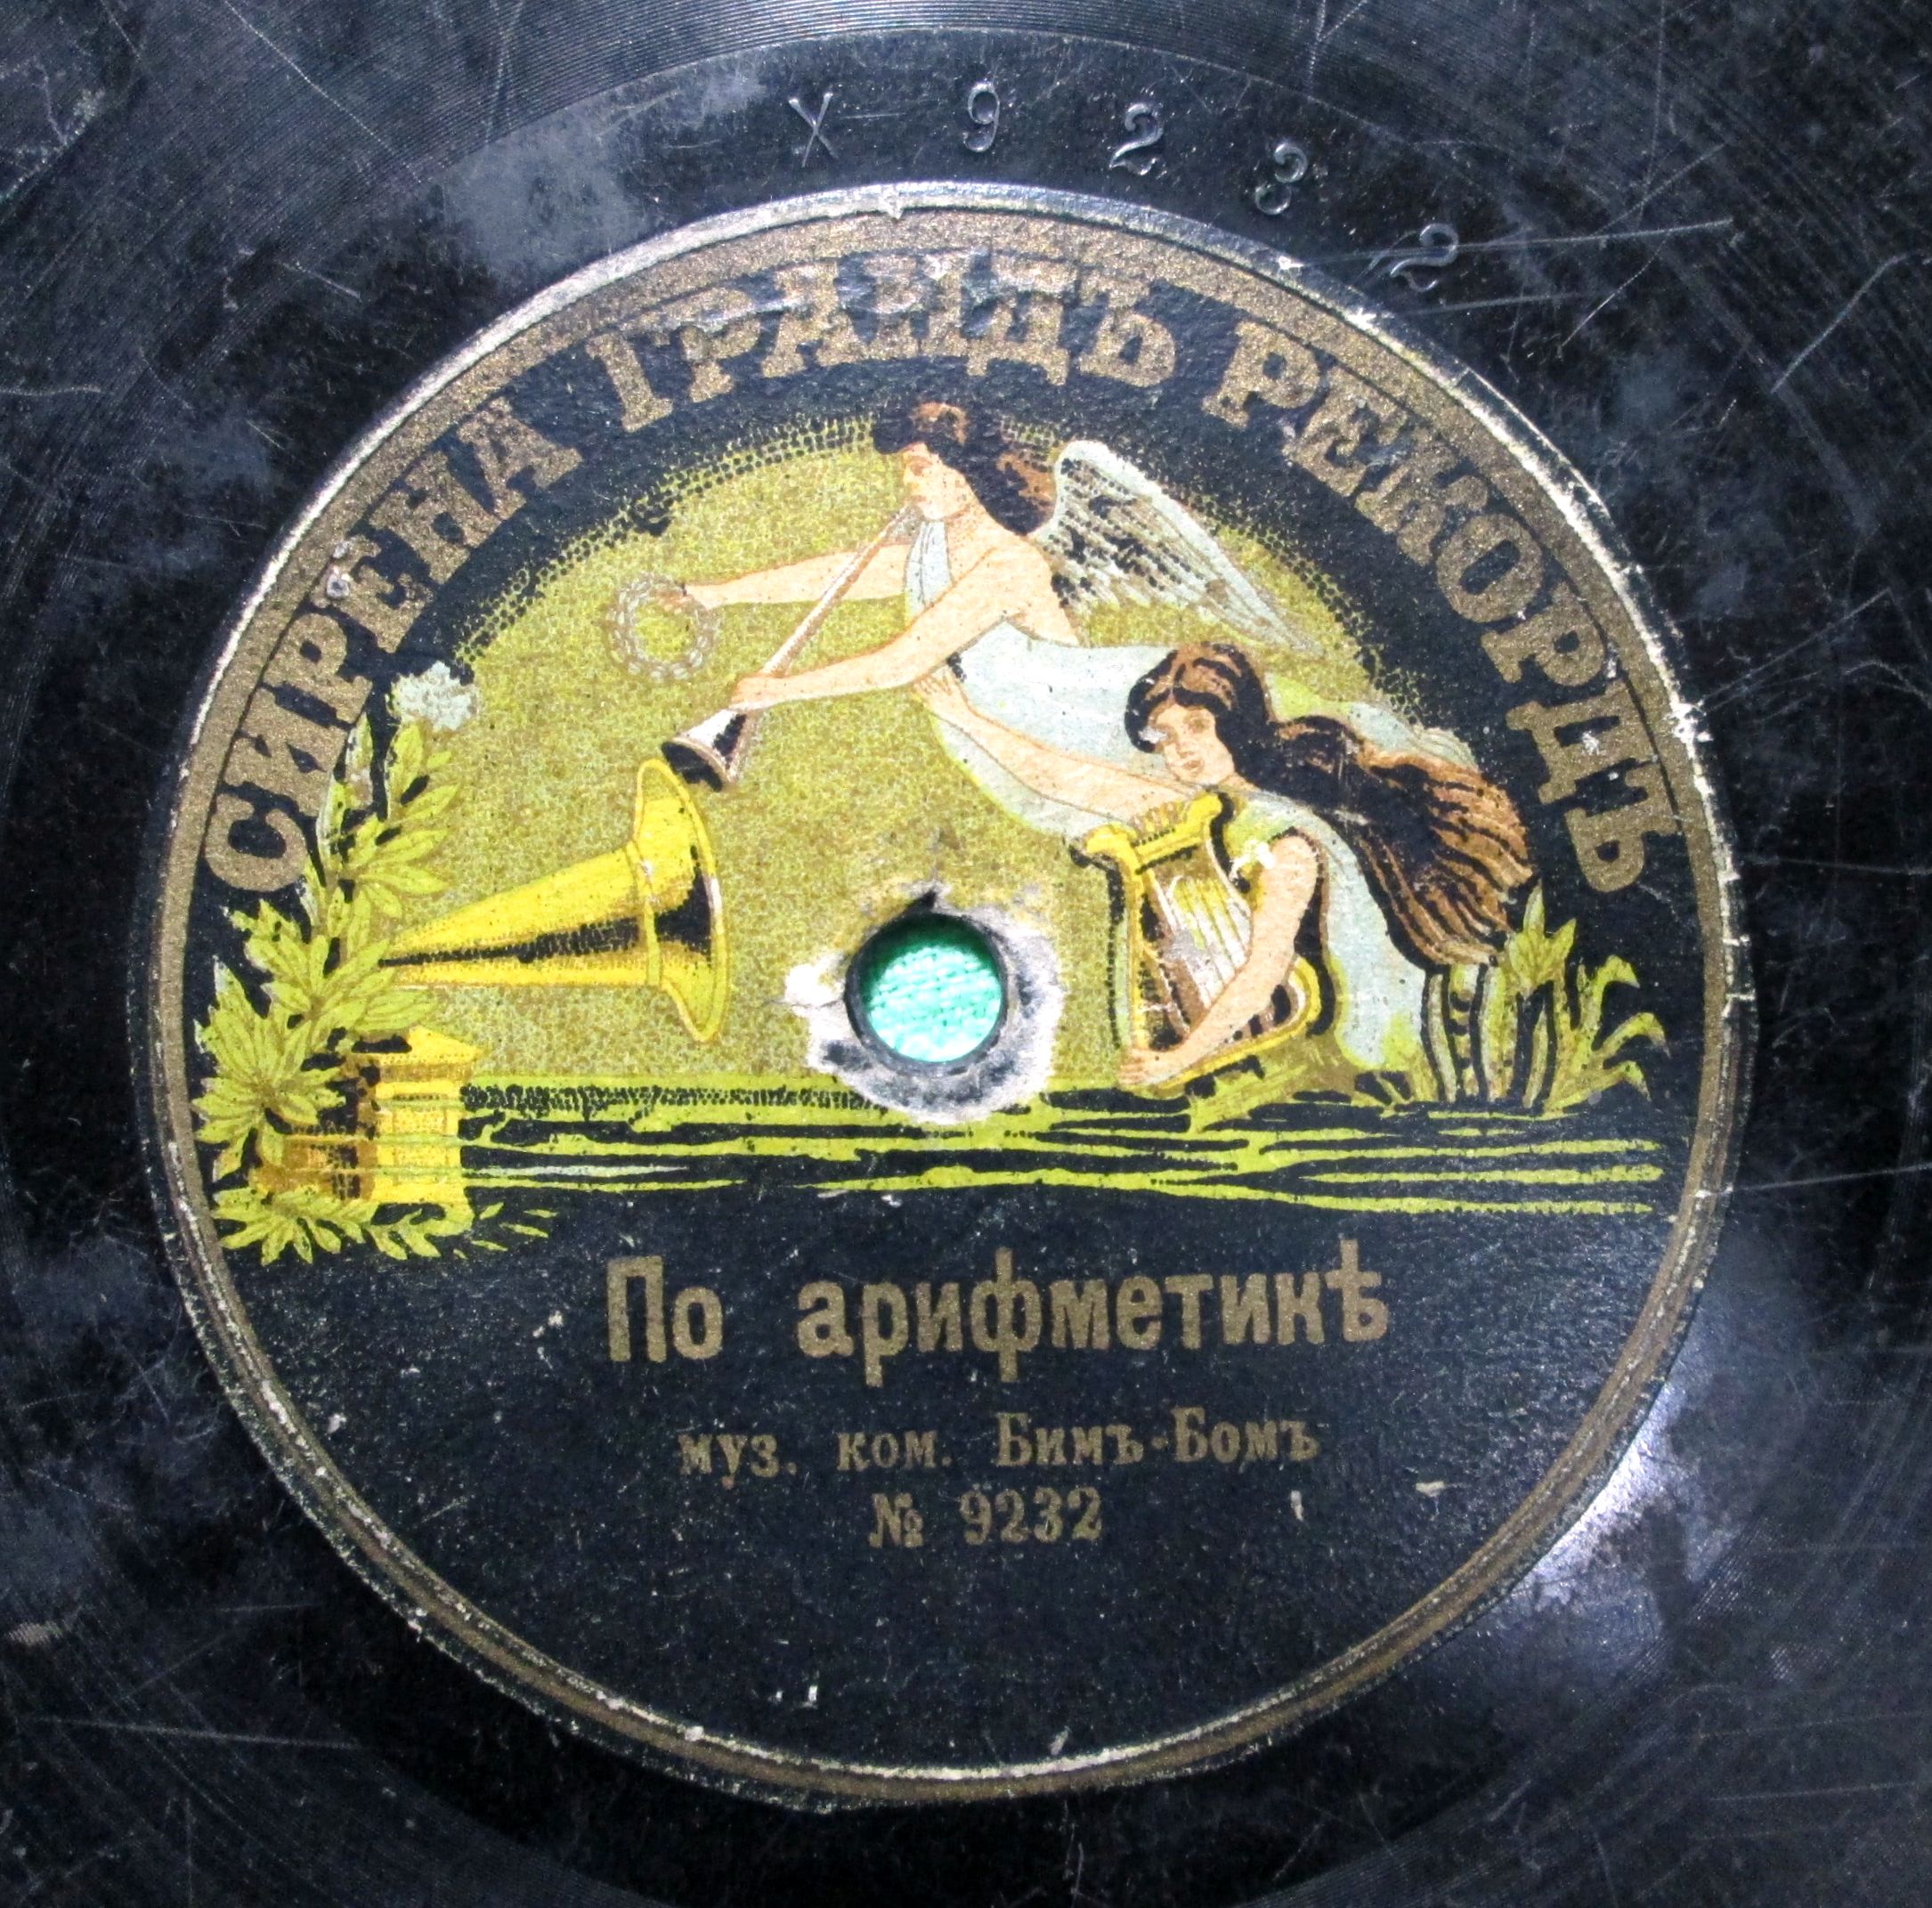 X 9232
СИРЕНА ГРАНДЪ РЕКОРДЪ
По арифметикѣ
муз. ком. Бимъ-Бомъ
№ 9232